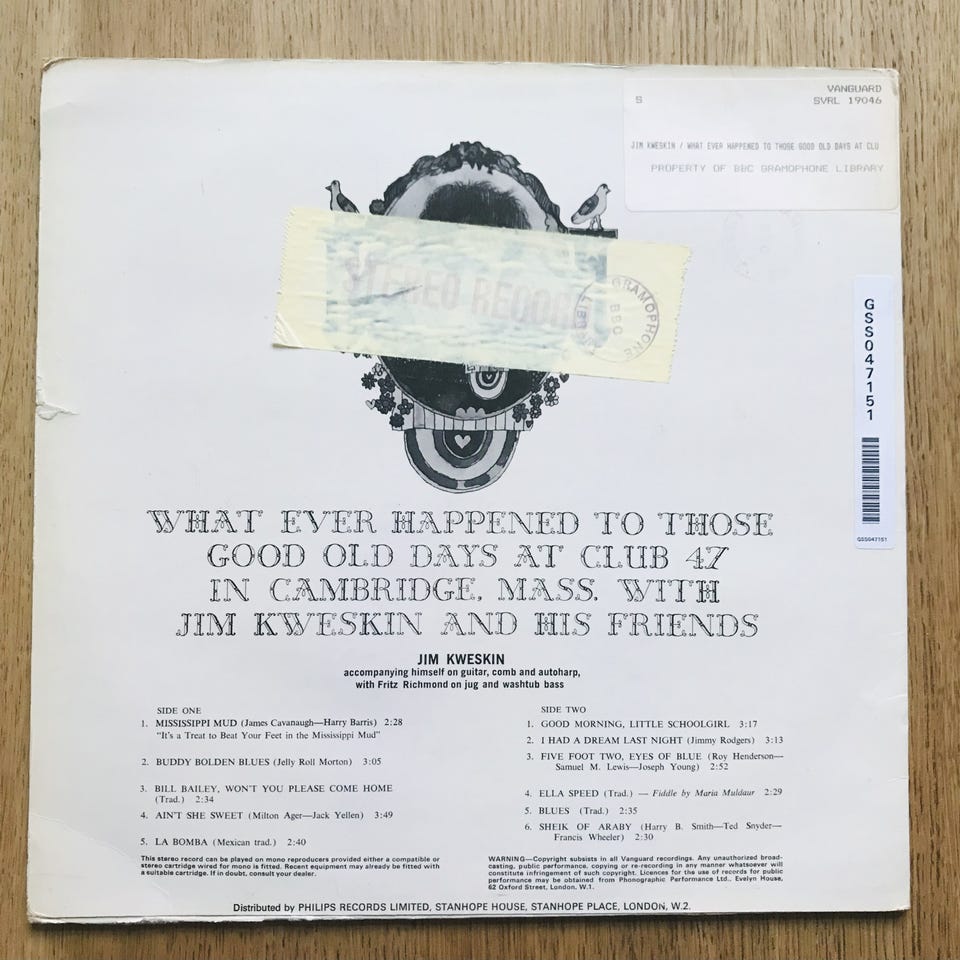 VANGUARD
S SVRL 19046
JIM KWESKIN / WHAT EVER HAPPENED TO THOSE GOOD OLD DAYS AT CLU
PROPERTY OF BBC GRAMOPHONE LIBRARY
STEREO RECORD
GRAMOPHONE
BBC
GSS047151
GSS047151
WHAT EVER HAPPENED TO THOSE
GOOD OLD DAYS AT CLUB 47
IN CAMBRIDGE, MASS. WITH
JIM KWESKIN AND HIS FRIENDS
JIM KWESKIN
accompanying himself on guitar, comb and autoharp,
with Fritz Richmond on jug and washtub bass
SIDE ONE
1. MISSISSIPPI MUD (James Cavanaugh—Harry Barris) 2:28
"It's a Treat to Beat Your Feet in the Mississippi Mud"
2. BUDDY BOLDEN BLUES (Jelly Roll Morton) 3:05
3. BILL BAILEY, WON'T YOU PLEASE COME HOME
(Trad.) 2:34
4. AIN'T SHE SWEET (Milton Ager—Jack Yellen) 3:49
5. LA BOMBA (Mexican trad.) 2:40
SIDE TWO
1. GOOD MORNING, LITTLE SCHOOLGIRL 3:17
2. I HAD A DREAM LAST NIGHT (Jimmy Rodgers) 3:13
3. FIVE FOOT TWO, EYES OF BLUE (Roy Henderson—
Samuel M. Lewis—Joseph Young) 2:52
4. ELLA SPEED (Trad.) — Fiddle by Maria Muldaur 2:29
5. BLUES (Trad.) 2:35
6. SHEIK OF ARABY (Harry B. Smith—Ted Snyder—
Francis Wheeler) 2:30
This stereo record can be played on mono reproducers provided either a compatible or
stereo cartridge wired for mono is fitted. Recent equipment may already be fitted with
a suitable cartridge. If in doubt, consult your dealer.
WARNING—Copyright subsists in all Vanguard recordings. Any unauthorized broad-
casting, public performance, copying or re-recording in any manner whatsoever will
constitute infringement of such copyright. Licences for the use of records for public
performance may be obtained from Phonographic Performance Ltd., Evelyn House,
62 Oxford Street, London, W.1.
Distributed by PHILIPS RECORDS LIMITED, STANHOPE HOUSE, STANHOPE PLACE, LONDON, W.2.